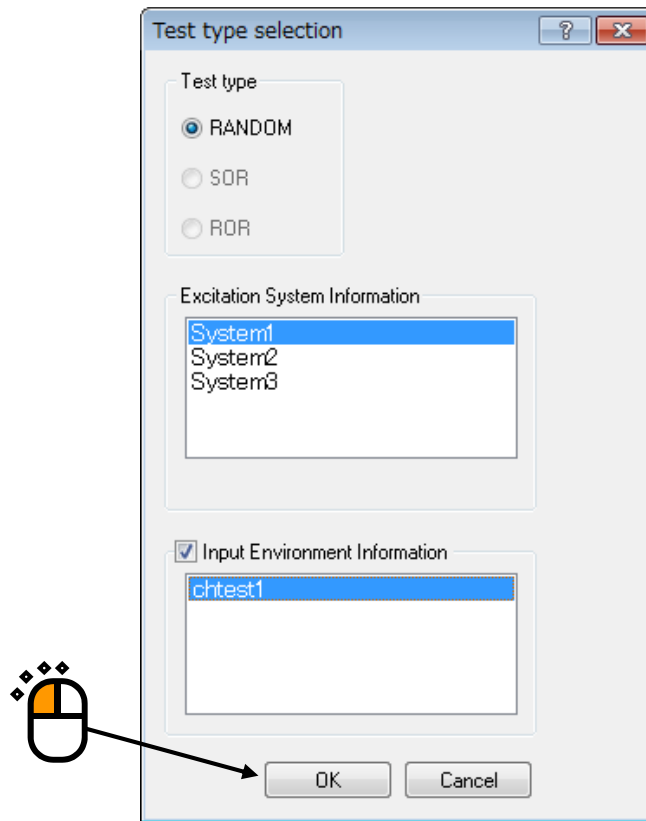 Test type selection
Test type
RANDOM
SOR
ROR
Excitation System Information
System1
System2
System3
Input Environment Information
chtest1
OK Cancel